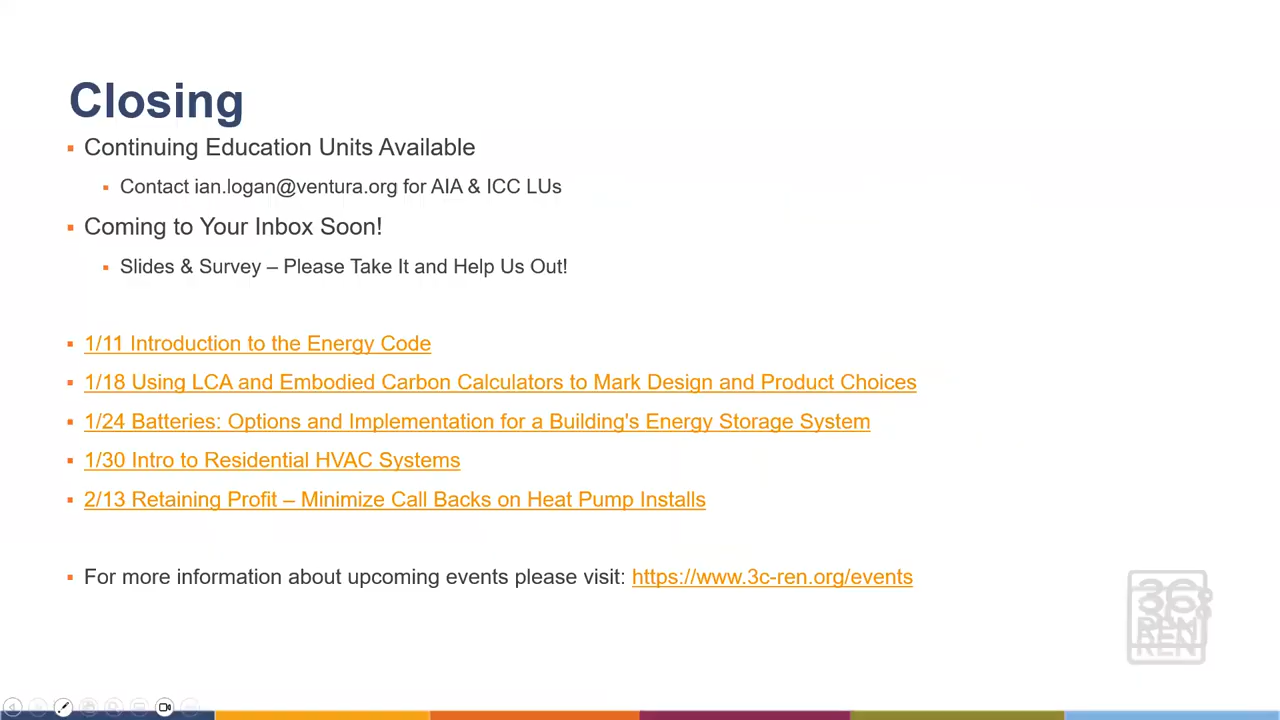 Closing
Continuing Education Units Available
Contact ian.logan@ventura.org for AIA & ICC LUs
Coming to Your Inbox Soon!
Slides & Survey – Please Take It and Help Us Out!
1/11 Introduction to the Energy Code
1/18 Using LCA and Embodied Carbon Calculators to Mark Design and Product Choices
1/24 Batteries: Options and Implementation for a Building's Energy Storage System
1/30 Intro to Residential HVAC Systems
2/13 Retaining Profit – Minimize Call Backs on Heat Pump Installs
For more information about upcoming events please visit: https://www.3c-ren.org/events
REN